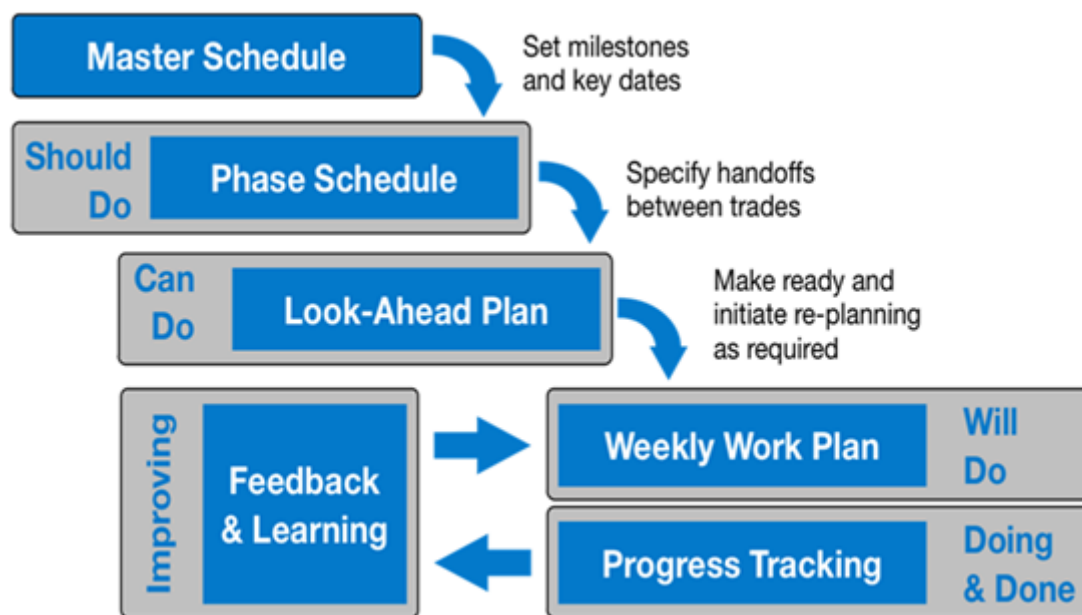 Master Schedule
Set milestones
and key dates
Should
Do
Phase Schedule
Specify handoffs
between trades
Can
Do
Look-Ahead Plan
Make ready and
initiate re-planning
as required
Improving
Feedback
& Learning
Weekly Work Plan
Will
Do
Progress Tracking
Doing
& Done